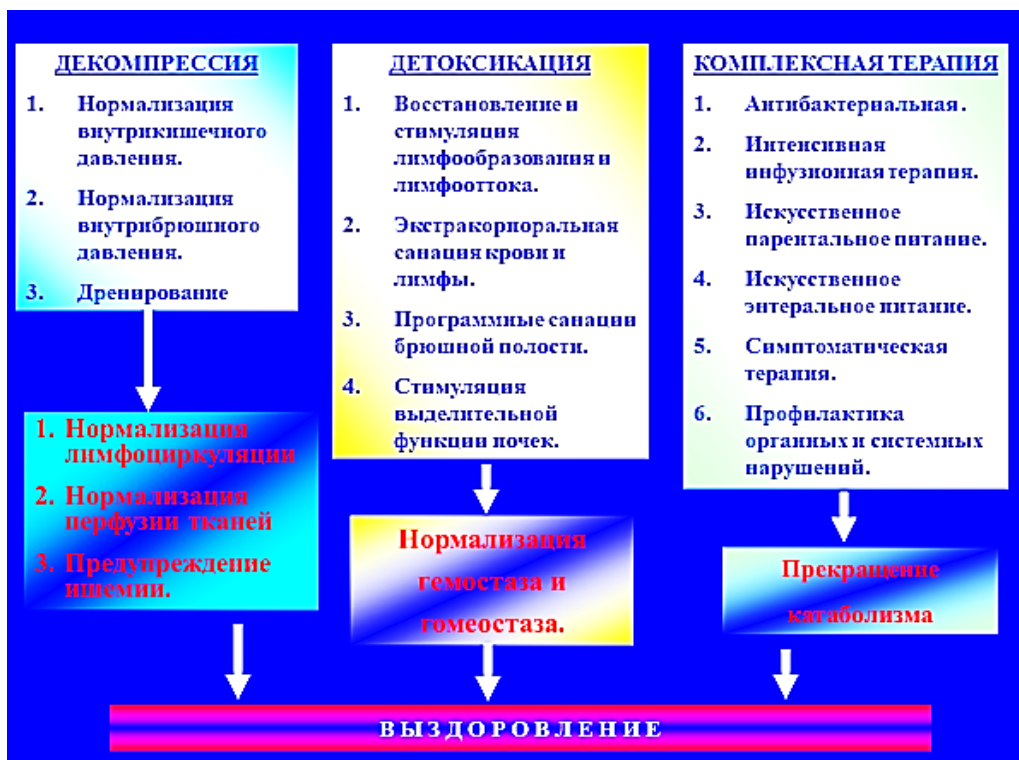 ДЕКОМПРЕССИЯ
1. Нормализация
внутрикишечного
давления.
2. Нормализация
внутрибрюшного
давления.
3. Дренирование
1. Нормализация
лимфоциркуляции
2. Нормализация
перфузии тканей
3. Предупреждение
ишемии.
ДЕТОКСИКАЦИЯ
1. Восстановление и
стимуляция
лимфообразования и
лимфооттока.
2. Экстракорпоральная
санация крови и
лимфы.
3. Программные санации
брюшной полости.
4. Стимуляция
выделительной
функции почек.
Нормализация
гемостаза и
гомеостаза.
КОМПЛЕКСНАЯ ТЕРАПИЯ
1. Антибактериальная .
2. Интенсивная
инфузионная терапия.
3. Искусственное
парентальное питание.
4. Искусственное
энтеральное питание.
5. Симптоматическая
терапия.
6. Профилактика
органных и системных
нарушений.
Прекращение
катаболизма
ВЫЗДОРОВЛЕНИЕ